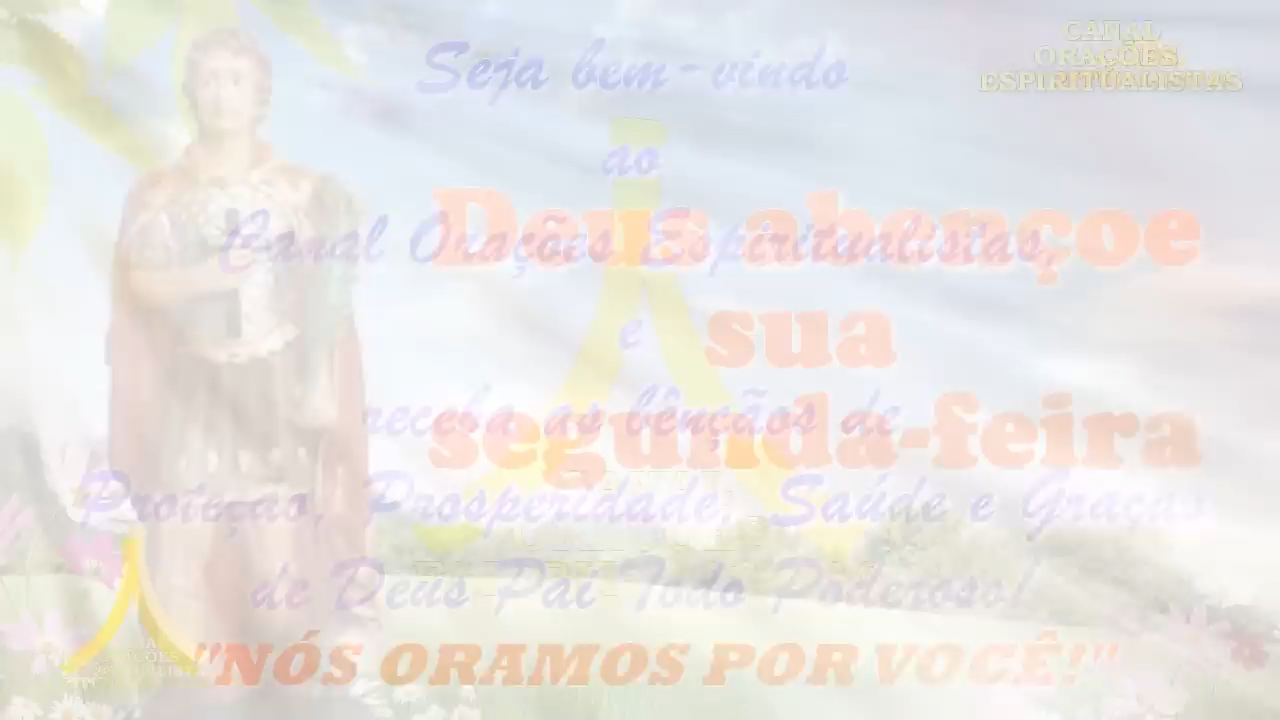 CANAL
ORAÇÕES
ESPIRITUALISTAS
Seja bem-vindo
ao
Canal Orações Espiritualistas,
e
receba as bênçãos de
Proteção, Prosperidade, Saúde e Graças
de Deus Pai Todo Poderoso!
Deus abençoe
sua
segunda-feira
"NÓS ORAMOS POR VOCÊ!"